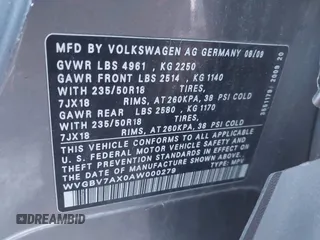 MFD BY VOLKSWAGEN AG GERMANY 08/09
GVWR LBS 4961 , KG 2250
GAWR FRONT LBS 2514 , KG 1140
WITH 235/50R18 TIRES,
7JX18 RIMS, AT 260KPA, 38 PSI COLD
GAWR REAR LBS 2580 , KG 1170
WITH 235/50R18 TIRES,
7JX18 RIMS, AT 260KPA, 38 PSI COLD
THIS VEHICLE CONFORMS TO ALL APPLICABLE
FEDERAL MOTOR VEHICLE SAFETY
STANDARDS IN EFFECT ON THE DATE OF
MANUFACTURE SHOWN ABOVE.
WVGBV7AX0AW000279 TYPE: MPV
DREAMBID